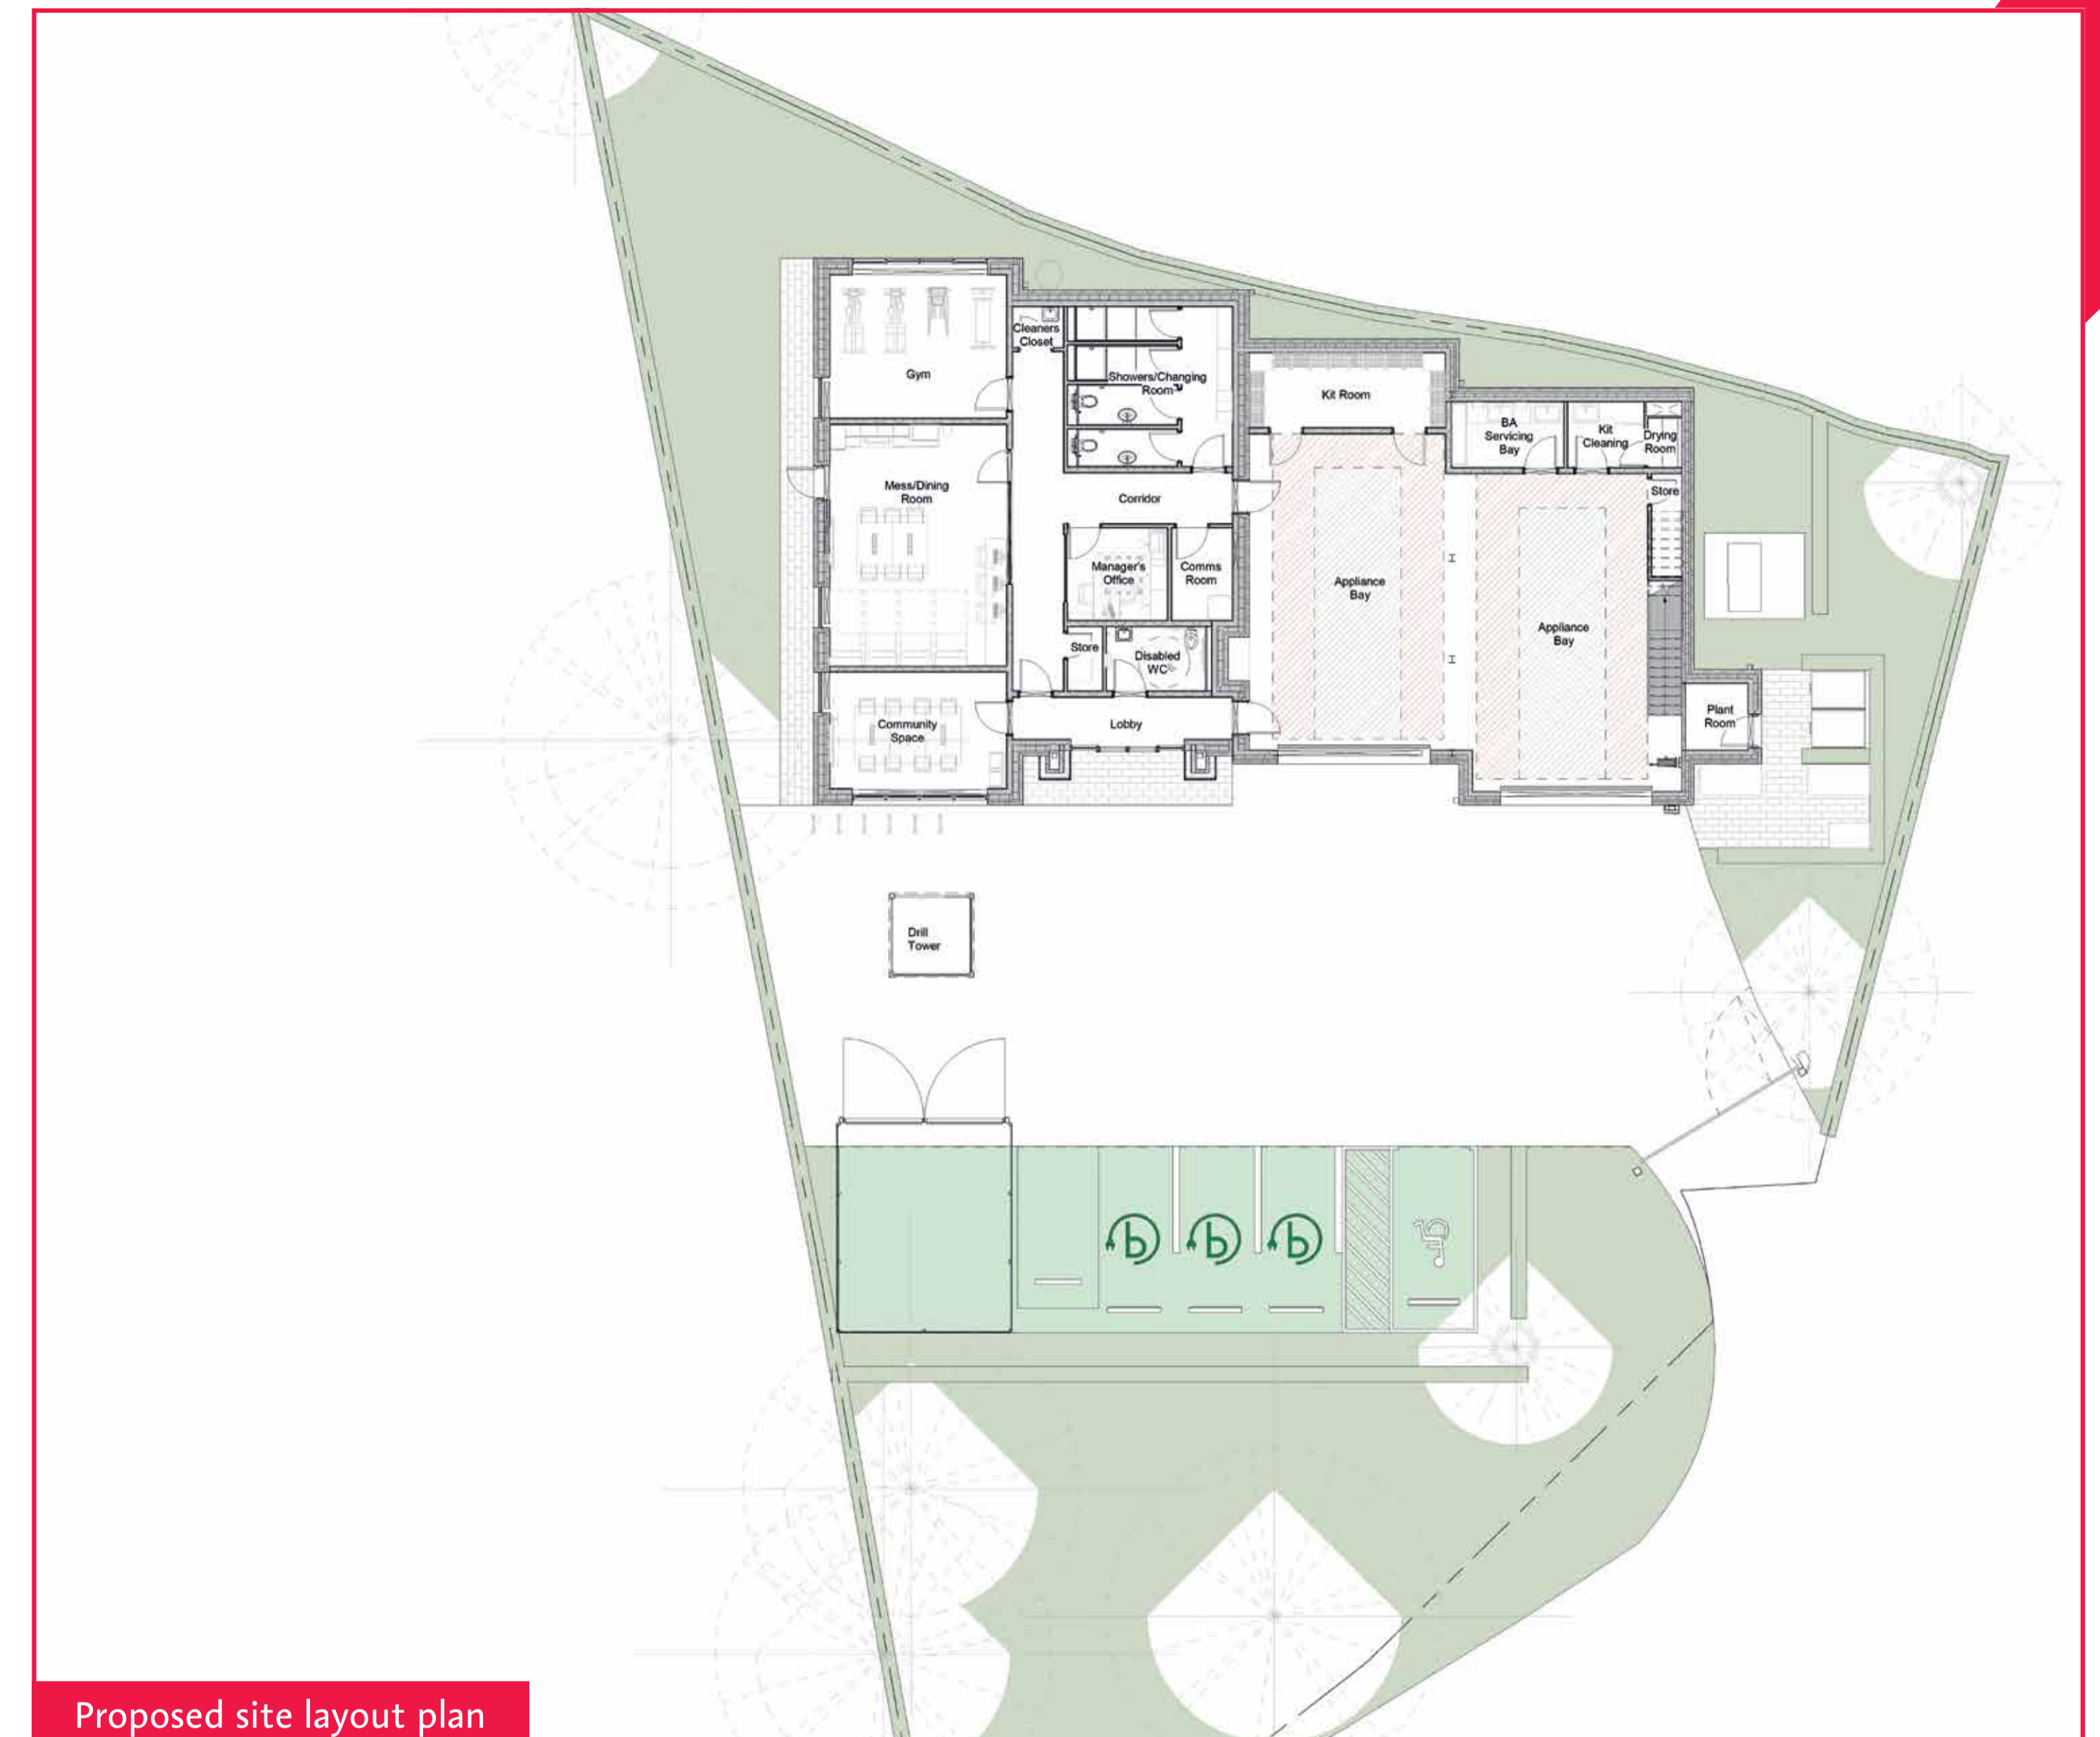 Cleaners
Closet
Gym
Showers/Changing
Room
Kit Room
BA
Servicing
Bay
Kit
Cleaning
Drying
Room
Mess/Dining
Room
Corridor
Store
Manager's
Office
Comms
Room
Appliance
Bay
Appliance
Bay
Store
Disabled
WC
Community
Space
Lobby
Plant
Room
Drill
Tower
b b b
Proposed site layout plan